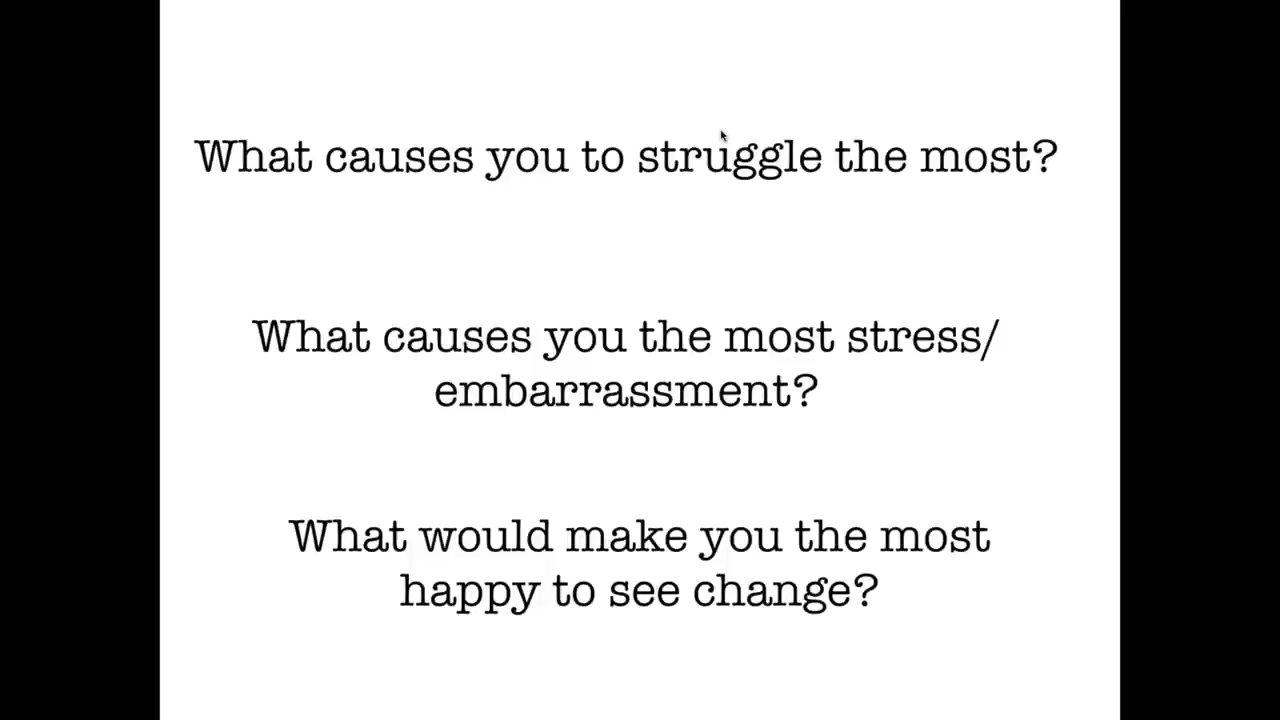 What causes you to struggle the most?
What causes you the most stress/
embarrassment?
What would make you the most
happy to see change?